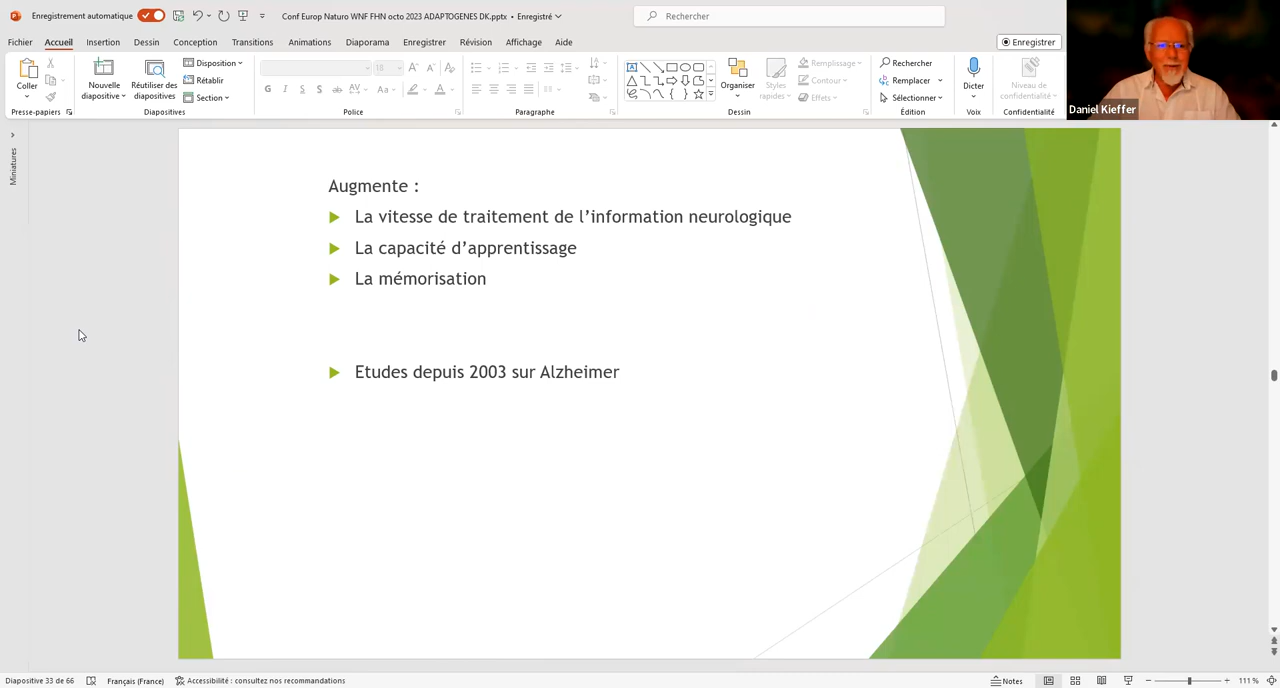 Enregistrement automatique
Conf Europ Naturo WNF FHN octo 2023 ADAPTOGENES DK.pptx • Enregistré
Rechercher
Fichier Accueil Insertion Dessin Conception Transitions Animations Diaporama Enregistrer Révision Affichage Aide
Enregistrer
Coller
Presse-papiers
Nouvelle diapositive
Réutiliser des diapositives
Disposition
Rétablir
Section
Diapositives
18
G I S S ab AV Aa A
Police
Paragraphe
Organiser
Styles rapides
Remplissage
Contour
Effets
Dessin
Rechercher
Remplacer
Sélectionner
Édition
Dicter
Voix
Niveau de confidentialité
Confidentialité
Daniel Kieffer
Miniatures
Augmente :
La vitesse de traitement de l’information neurologique
La capacité d’apprentissage
La mémorisation
Etudes depuis 2003 sur Alzheimer
Diapositive 33 de 66 Français (France) Accessibilité : consultez nos recommandations Notes 111 %